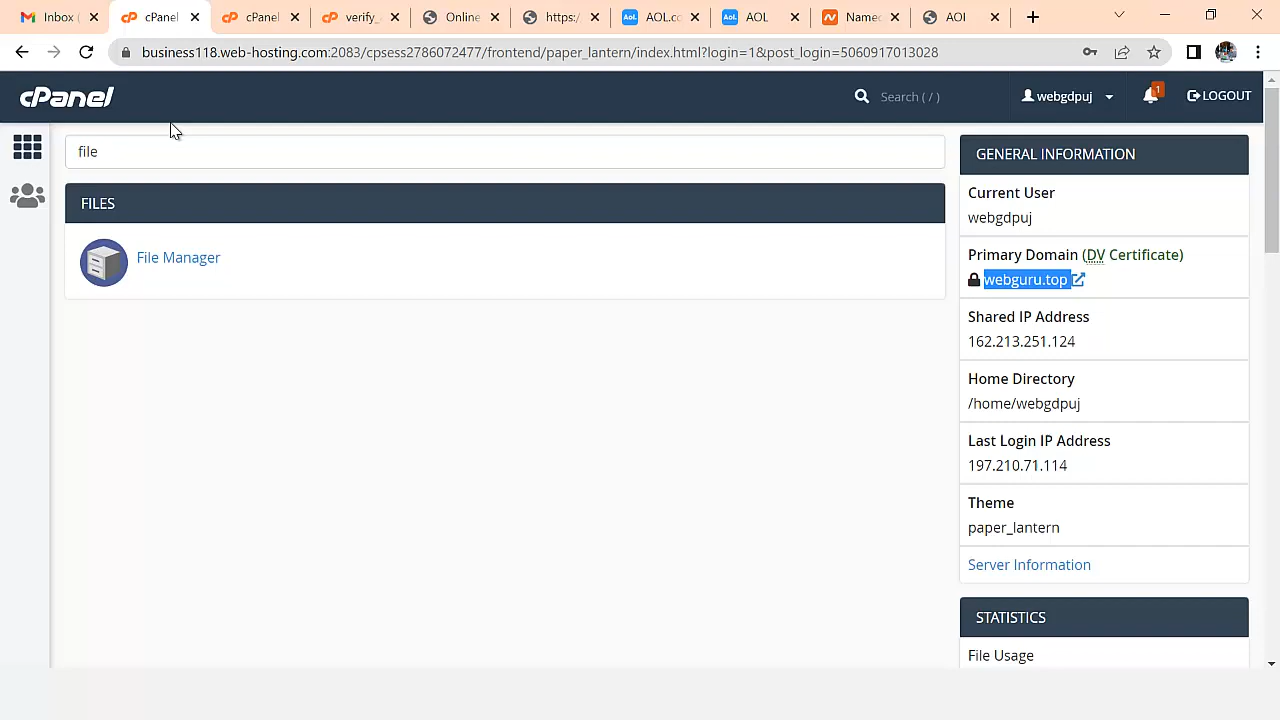 Inbox (
cPanel
cPanel
verify_
Online
https:/
AOL.co
AOL
Namec
AOI
business118.web-hosting.com:2083/cpsess2786072477/frontend/paper_lantern/index.html?login=1&post_login=5060917013028
cPanel
Search ( / )
webgdpuj
1
LOGOUT
file
FILES
File Manager
GENERAL INFORMATION
Current User
webgdpuj
Primary Domain (DV Certificate)
webguru.top
Shared IP Address
162.213.251.124
Home Directory
/home/webgdpuj
Last Login IP Address
197.210.71.114
Theme
paper_lantern
Server Information
STATISTICS
File Usage